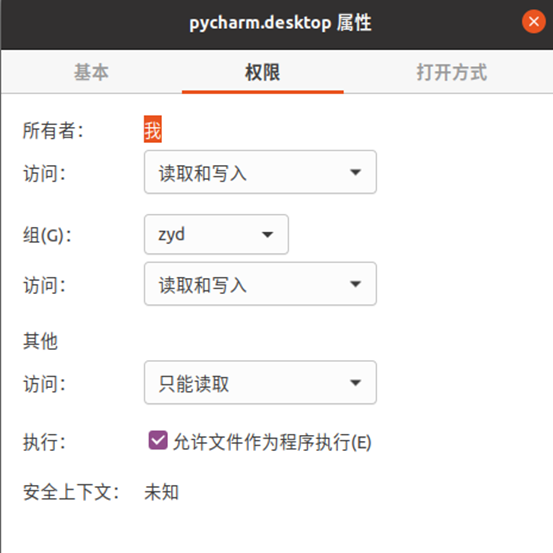 pycharm.desktop 属性
基本 权限 打开方式
所有者： 我
访问： 读取和写入
组(G)： zyd
访问： 读取和写入
其他
访问： 只能读取
执行： 允许文件作为程序执行(E)
安全上下文： 未知